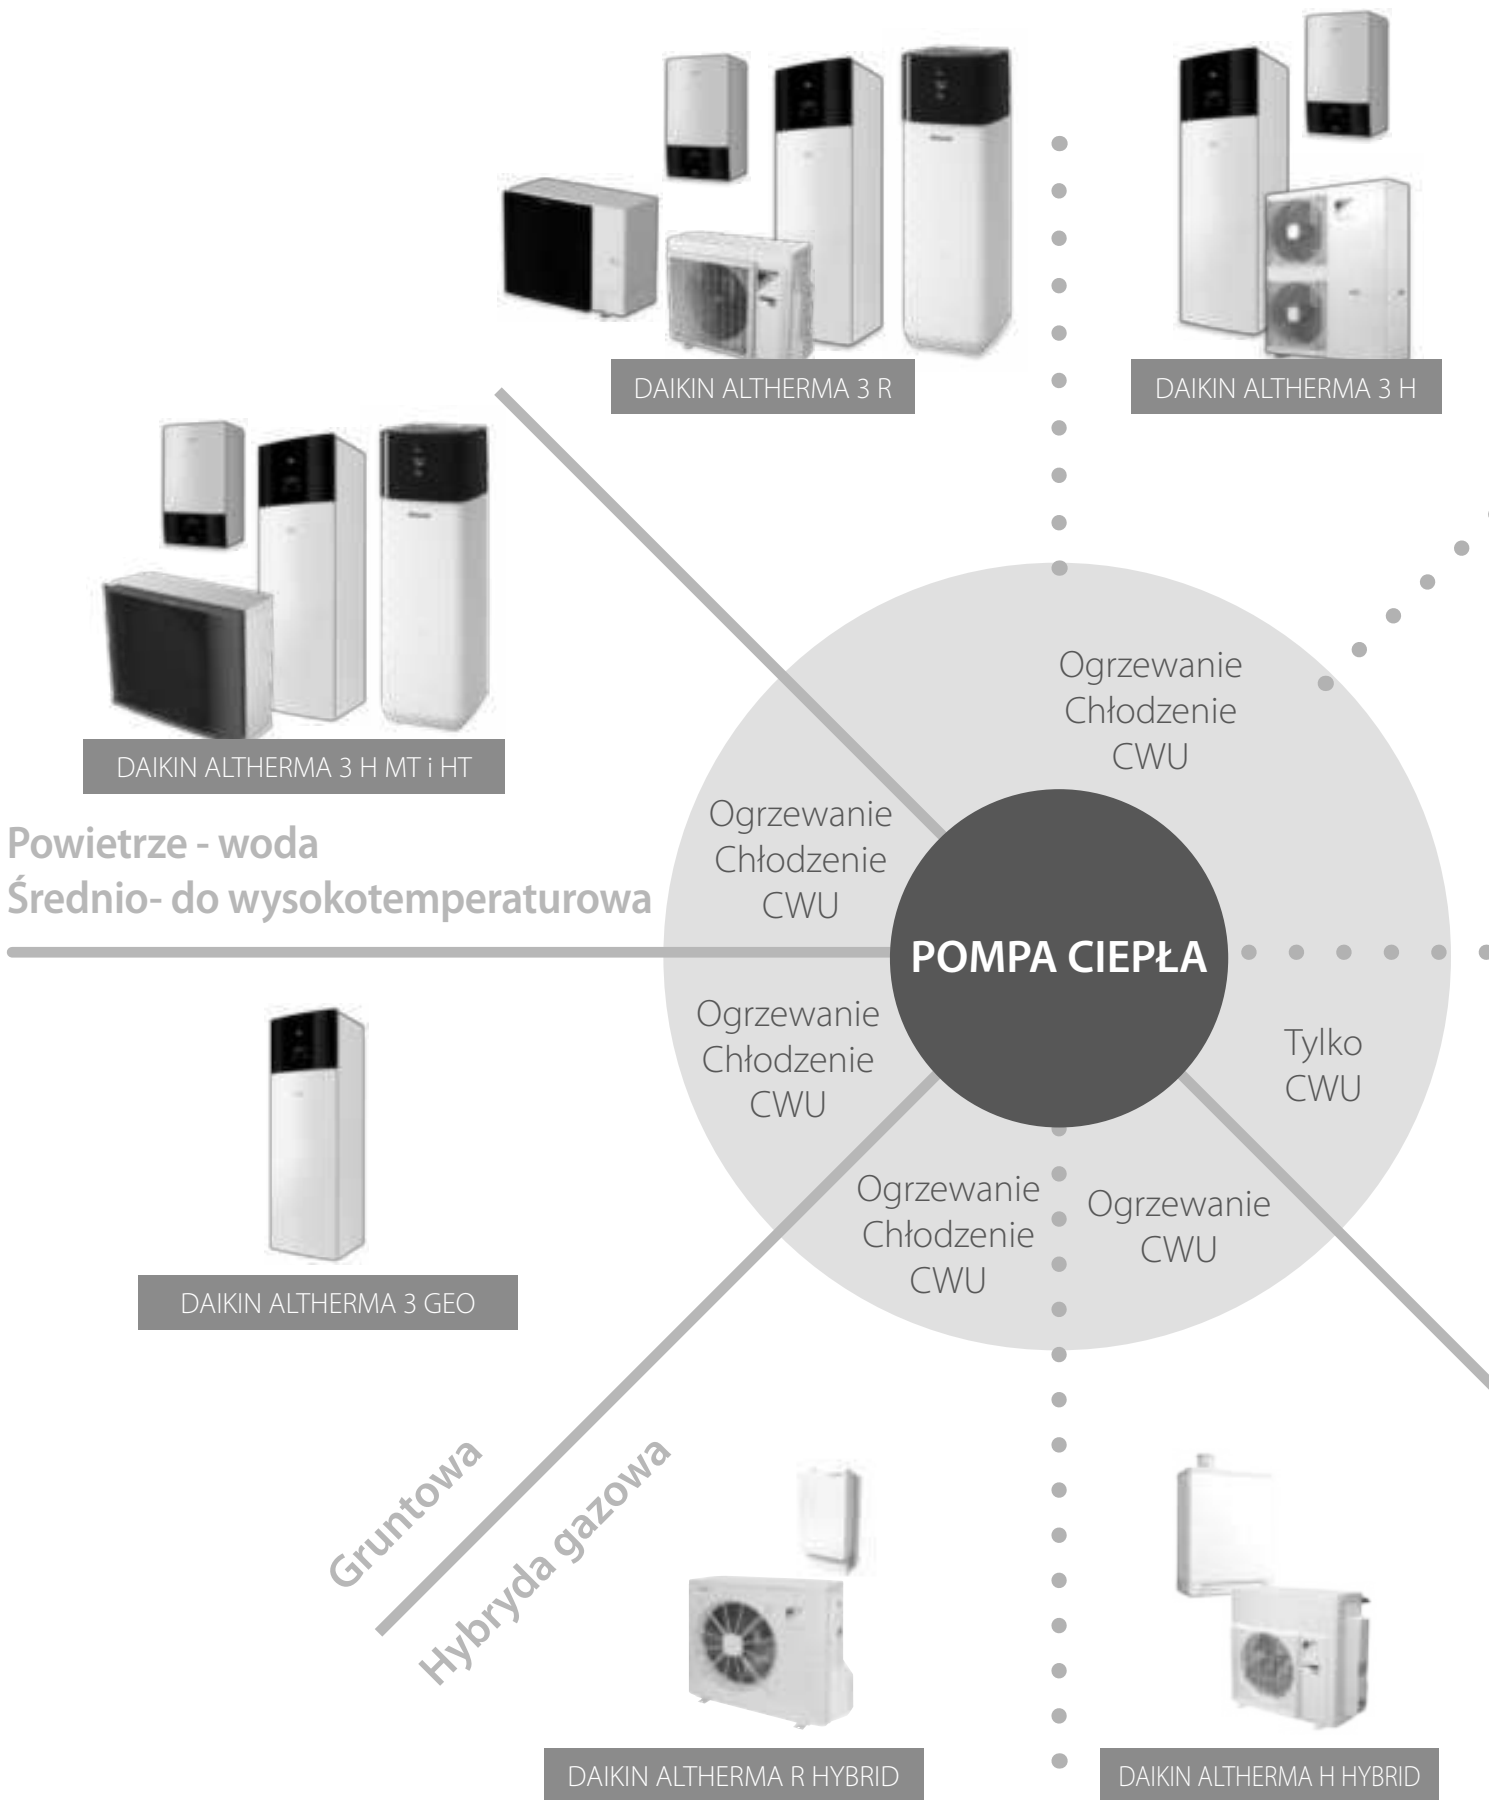 DAIKIN ALTHERMA 3 R
DAIKIN ALTHERMA 3 H
DAIKIN ALTHERMA 3 H MT i HT
Powietrze - woda
Średnio- do wysokotemperaturowa
Ogrzewanie
Chłodzenie
CWU
Ogrzewanie
Chłodzenie
CWU
POMPA CIEPŁA
Ogrzewanie
Chłodzenie
CWU
Tylko
CWU
Ogrzewanie
Chłodzenie
CWU
Ogrzewanie
CWU
DAIKIN ALTHERMA 3 GEO
Gruntowa
Hybryda gazowa
DAIKIN ALTHERMA R HYBRID
DAIKIN ALTHERMA H HYBRID